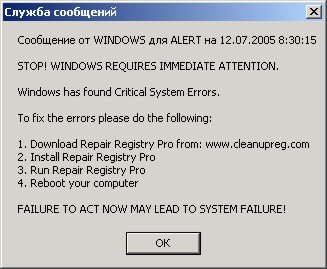 Служба сообщений
Сообщение от WINDOWS для ALERT на 12.07.2005 8:30:15
STOP! WINDOWS REQUIRES IMMEDIATE ATTENTION.
Windows has found Critical System Errors.
To fix the errors please do the following:
1. Download Repair Registry Pro from: www.cleanupreg.com
2. Install Repair Registry Pro
3. Run Repair Registry Pro
4. Reboot your computer
FAILURE TO ACT NOW MAY LEAD TO SYSTEM FAILURE!
OK